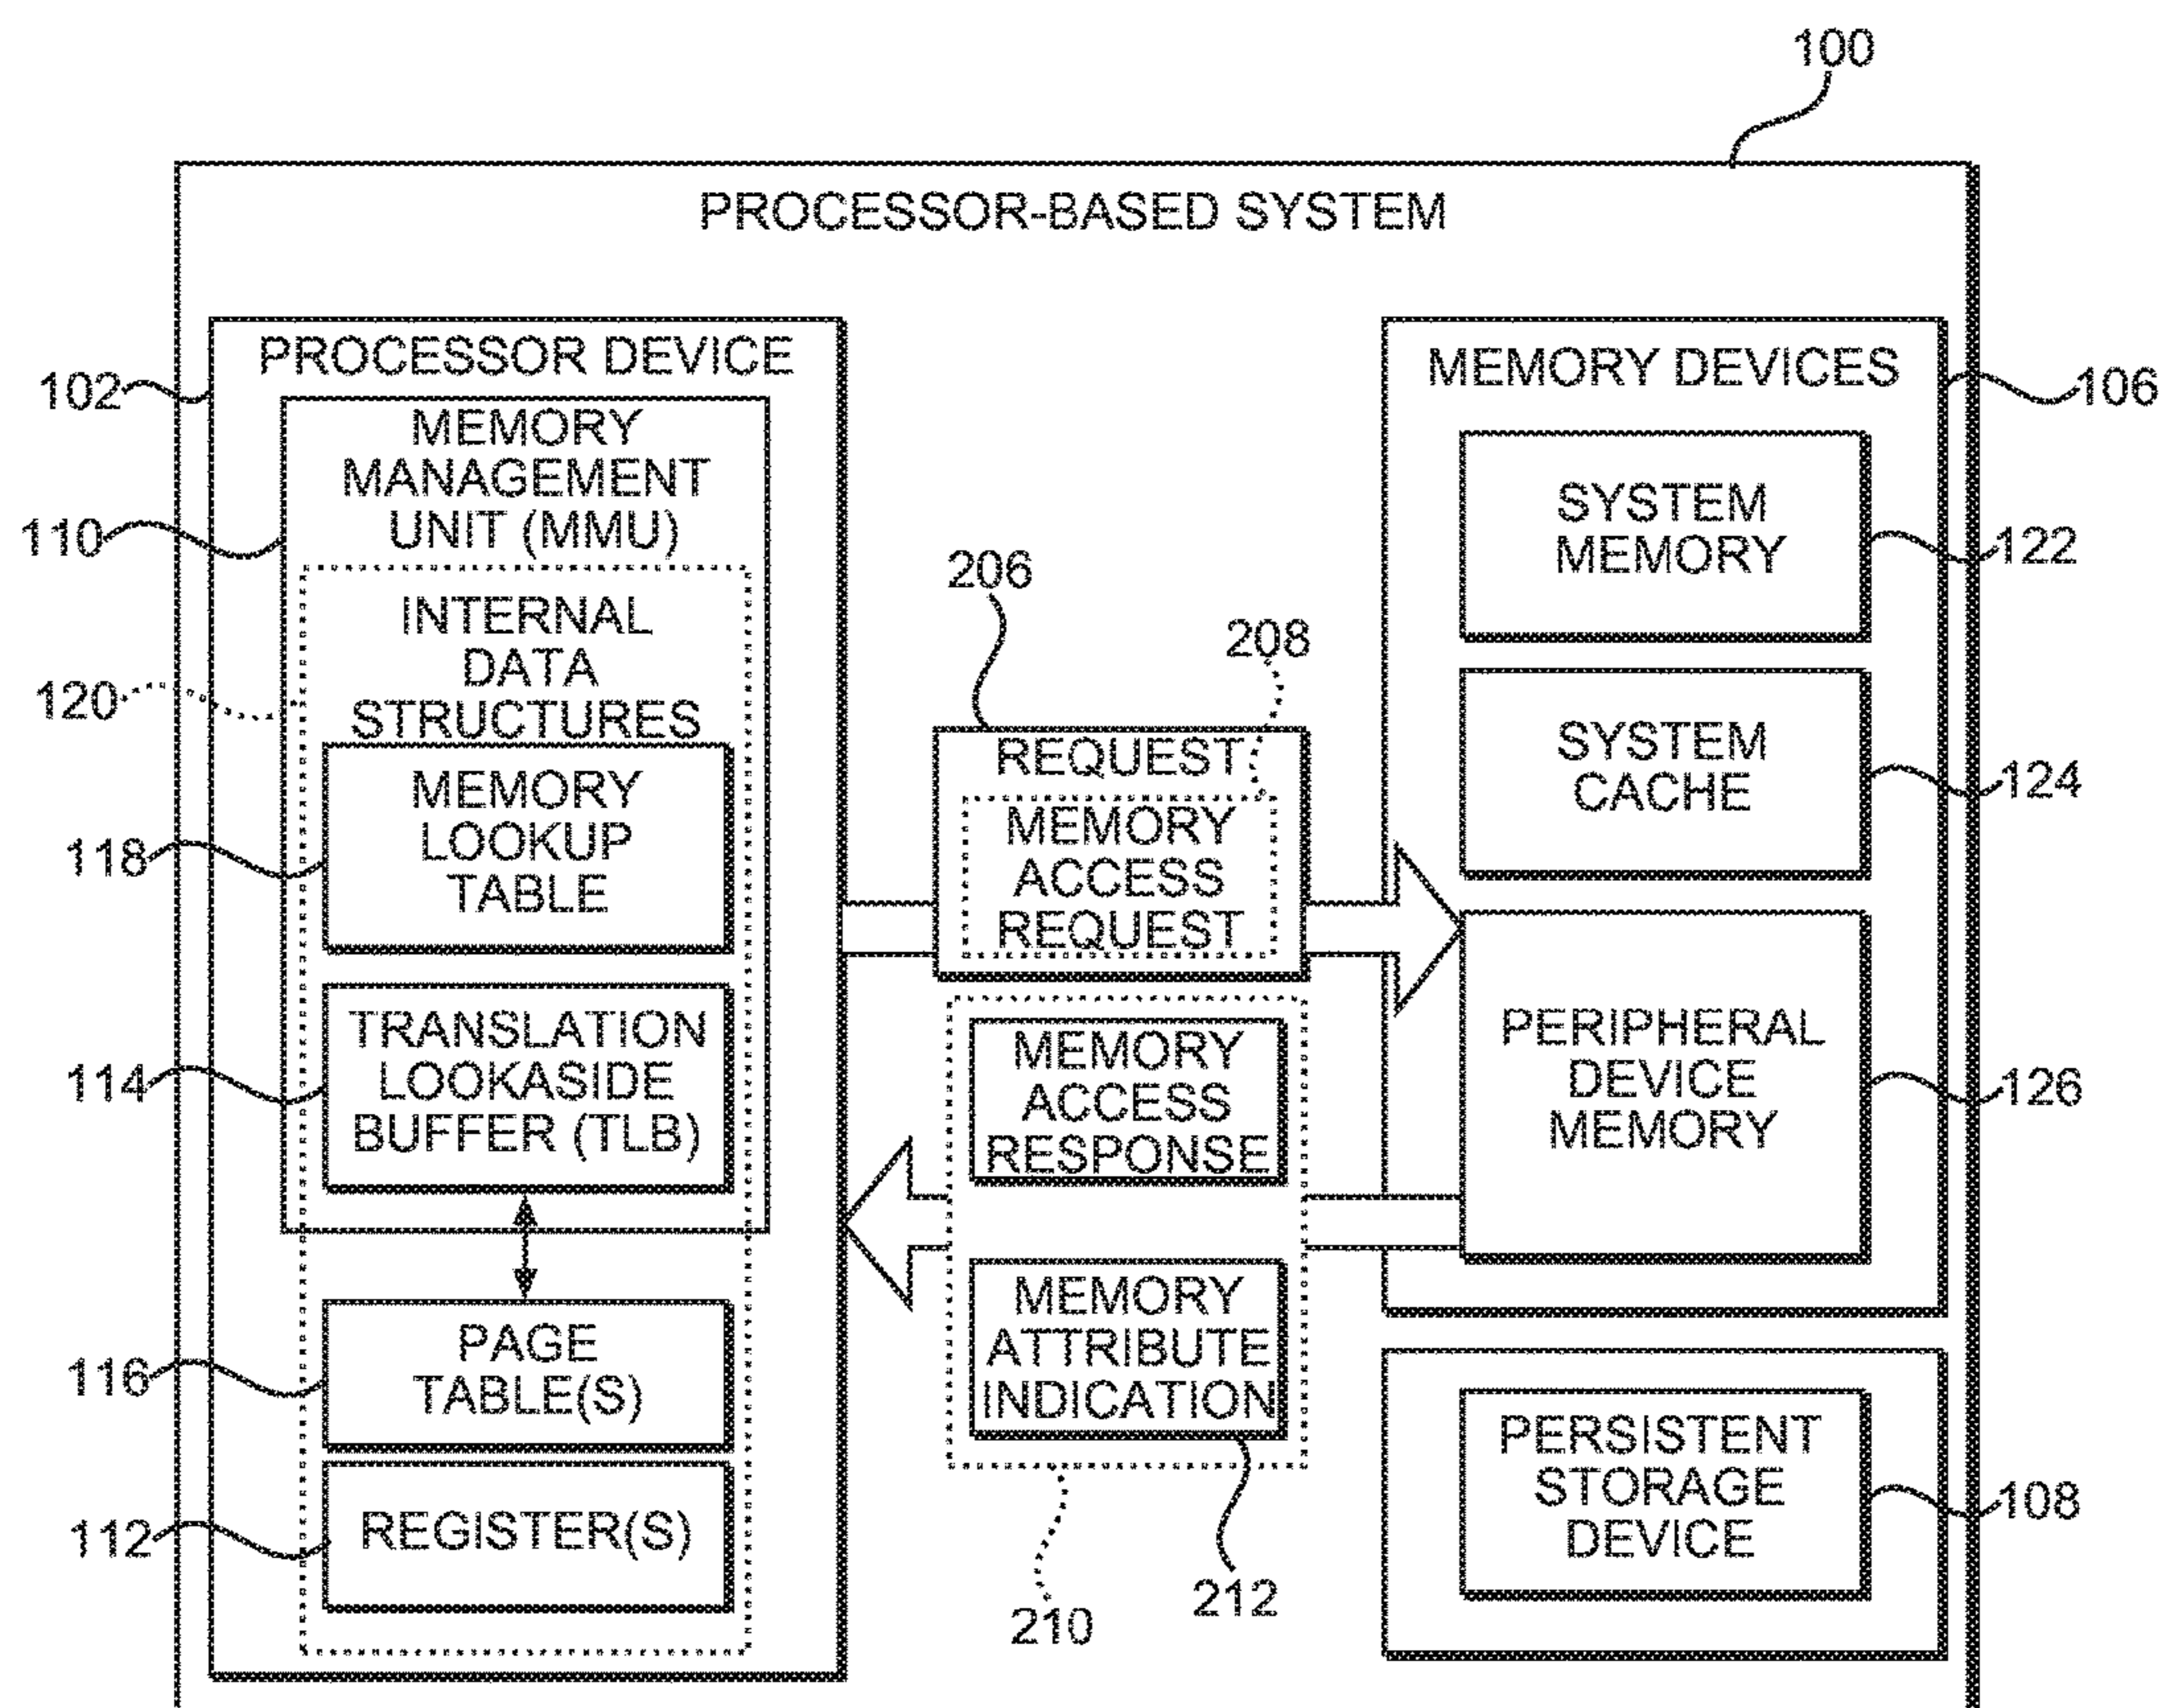 100
PROCESSOR-BASED SYSTEM
PROCESSOR DEVICE
102
MEMORY
MANAGEMENT
UNIT (MMU)
110
INTERNAL
DATA
STRUCTURES
120
MEMORY
LOOKUP
TABLE
118
TRANSLATION
LOOKASIDE
BUFFER (TLB)
114
PAGE
TABLE(S)
116
REGISTER(S)
112
206
208
REQUEST
MEMORY
ACCESS
REQUEST
MEMORY
ACCESS
RESPONSE
MEMORY
ATTRIBUTE
INDICATION
210
212
MEMORY DEVICES
106
SYSTEM
MEMORY
122
SYSTEM
CACHE
124
PERIPHERAL
DEVICE
MEMORY
126
PERSISTENT
STORAGE
DEVICE
108